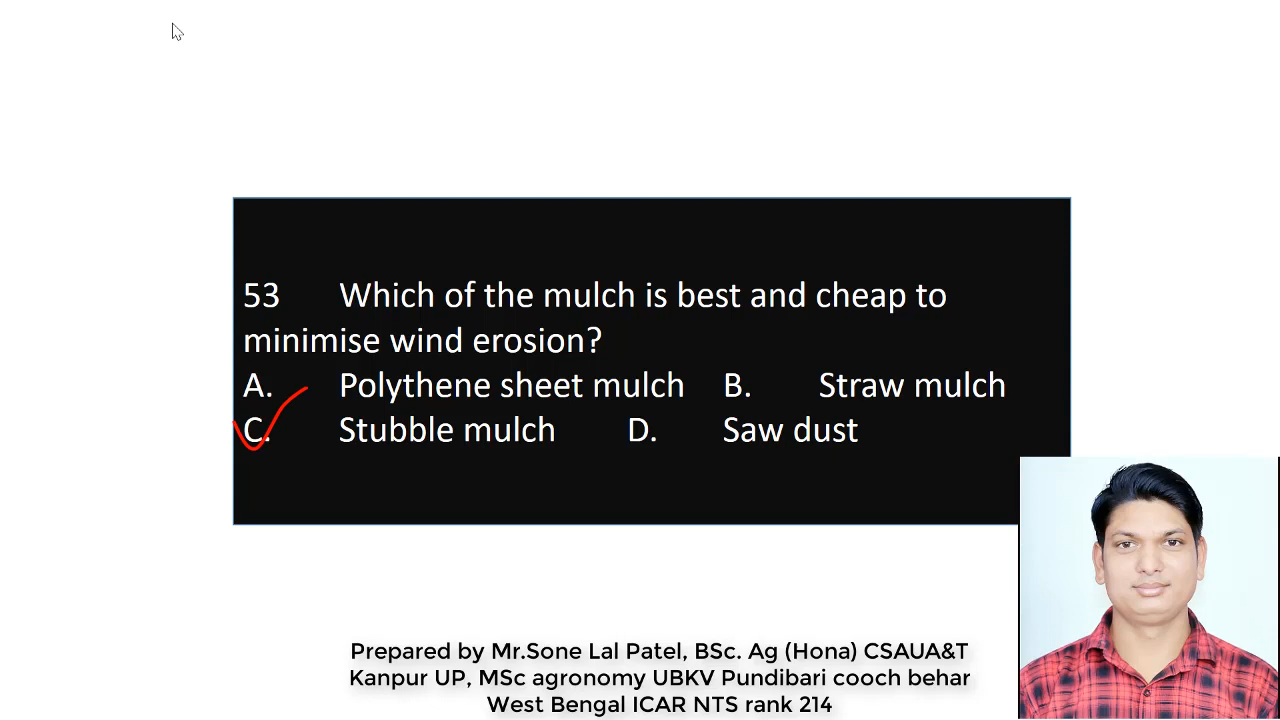 53 Which of the mulch is best and cheap to
minimise wind erosion?
A. Polythene sheet mulch B. Straw mulch
C. Stubble mulch D. Saw dust
Prepared by Mr.Sone Lal Patel, BSc. Ag (Hona) CSAUA&T
Kanpur UP, MSc agronomy UBKV Pundibari cooch behar
West Bengal ICAR NTS rank 214